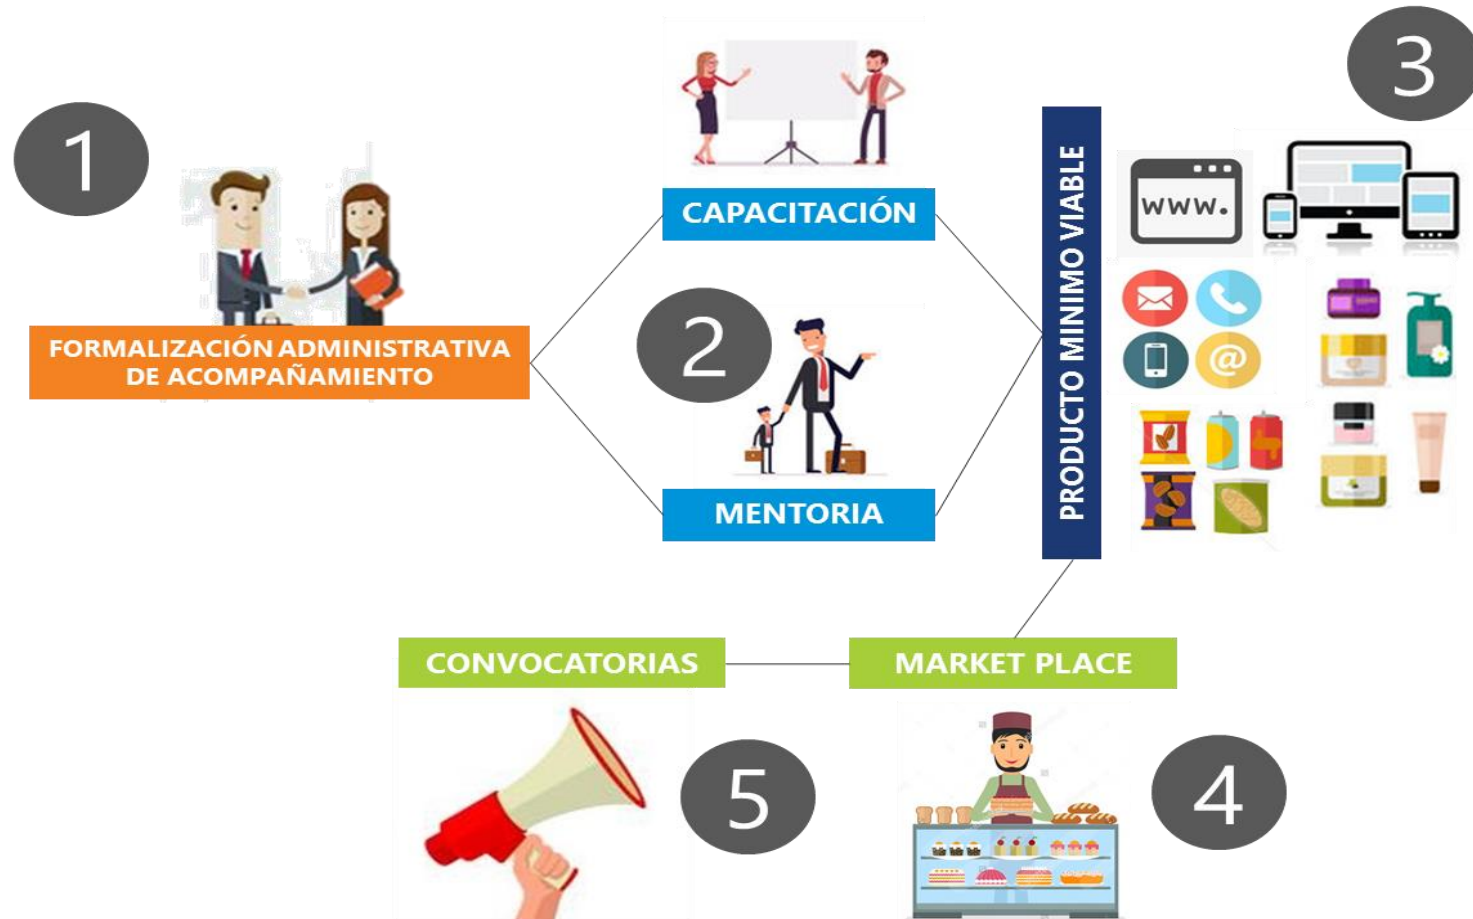 1
FORMALIZACIÓN ADMINISTRATIVA
DE ACOMPAÑAMIENTO
CAPACITACIÓN
2
MENTORIA
3
PRODUCTO MINIMO VIABLE
www.
@
MARKET PLACE
4
CONVOCATORIAS
5